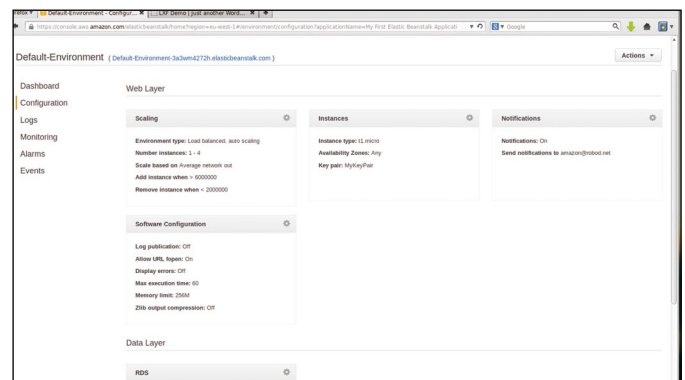 Firefox ▾
Default-Environment - Configur... ✖
LXF Demo | Just another Word... ✖
https://console.aws.amazon.com/elasticbeanstalk/home?region=eu-west-1#/environment/configuration?applicationName=My First Elastic Beanstalk Applicati
Google
Default-Environment ( Default-Environment-3a3wm4272h.elasticbeanstalk.com )
Actions
Dashboard
Configuration
Logs
Monitoring
Alarms
Events
Web Layer
Scaling
Environment type: Load balanced, auto scaling
Number instances: 1 - 4
Scale based on Average network out
Add instance when > 6000000
Remove instance when < 2000000
Instances
Instance type: t1.micro
Availability Zones: Any
Key pair: MyKeyPair
Notifications
Notifications: On
Send notifications to amazon@robod.net
Software Configuration
Log publication: Off
Allow URL fopen: On
Display errors: Off
Max execution time: 60
Memory limit: 256M
Zlib output compression: Off
Data Layer
RDS